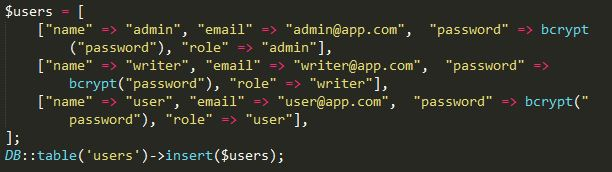 $users = [
    ["name" => "admin", "email" => "admin@app.com",  "password" => bcrypt
        ("password"), "role" => "admin"],
    ["name" => "writer", "email" => "writer@app.com",  "password" =>
        bcrypt("password"), "role" => "writer"],
    ["name" => "user", "email" => "user@app.com",  "password" => bcrypt("
        password"), "role" => "user"],
];
DB::table('users')->insert($users);